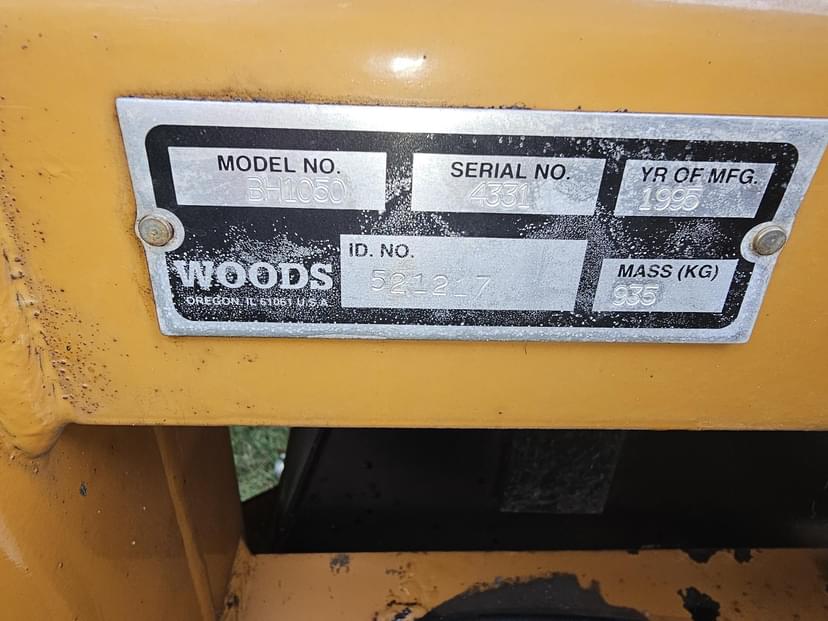 MODEL NO. SERIAL NO. YR OF MFG.
BH1050 4331 1995
ID. NO. MASS (KG)
WOODS 521217 935
OREGON, IL 61061 U.S.A